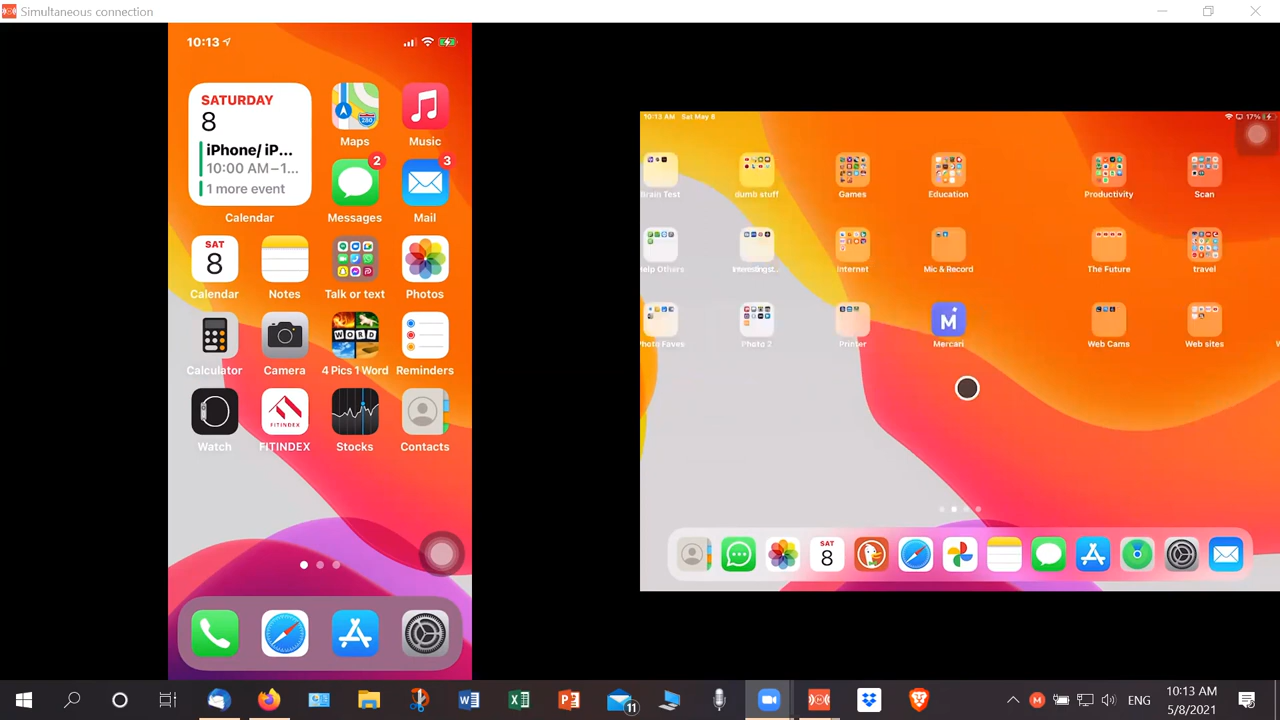 Simultaneous connection
10:13
SATURDAY
8
iPhone/ iP...
10:00 AM–1...
1 more event
Calendar
Maps
Music
2
3
Messages
Mail
SAT
8
Calendar
Notes
Talk or text
Photos
WORD
Calculator
Camera
4 Pics 1 Word
Reminders
Watch
FITINDEX
FITINDEX
Stocks
Contacts
10:13 AM Sat May 8
17%
Brain Test
dumb stuff
Games
Education
Productivity
Scan
Help Others
Interestingst...
Internet
Mic & Record
The Future
travel
Photo Faves
Photo 2
Printer
Mercari
Web Cams
Web sites
SAT
8
11
ENG
10:13 AM
5/8/2021